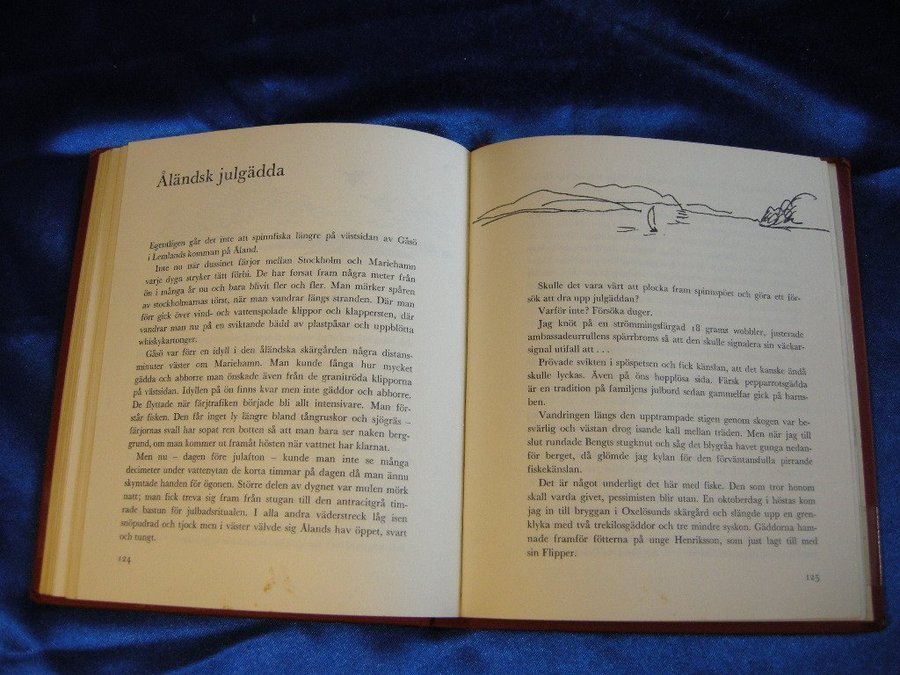 Åländsk julgädda
Egentligen går det inte att spinnfiska längre på västsidan av Gåsö
i Lemlands komman på Åland.
Inte nu när dussinet färjor mellan Stockholm och Mariehamn
varje dygn stryker tätt förbi. De har forsat fram några meter från
ön i många år nu och bara blivit fler och fler. Man märker spåren
av stockholmarnas törst, när man vandrar längs stranden. Där man
förr gick över vind- och vattenspolade klippor och klappersten, där
vandrar man nu på en sviktande bädd av plastpåsar och uppblötta
whiskykartonger.
Gåsö var förr en idyll i den åländska skärgården några distans-
minuter väster om Mariehamn. Man kunde fånga hur mycket
gädda och abborre man önskade även från de granitröda klipporna
på västsidan. Idyllen på ön finns kvar men inte gäddor och abborre.
De flyttade när färjtrafiken började bli allt intensivare. Man för-
står fisken. Den får inget ly längre bland tångruskor och sjögräs –
färjornas svall har sopat ren botten så att man bara ser naken berg-
grund, om man kommer ut framåt hösten när vattnet har klarnat.
Men nu – dagen före julafton – kunde man inte se många
decimeter under vattenytan de korta timmar på dagen då man ännu
skymtade handen för ögonen. Större delen av dygnet var mulen mörk
natt; man fick treva sig fram från stugan till den antracitgrå tim-
rade bastun för julbadsritualen. I alla andra väderstreck låg isen
snöpudrad och tjock men i väster välvde sig Ålands hav öppet, svart
och tungt.
124
Skulle det vara värt att plocka fram spinnspöet och göra ett för-
sök att dra upp julgäddan?
Varför inte? Försöka duger.
Jag knöt på en strömmingsfärgad 18 grams wobbler, justerade
ambassadeurrullens spärrbroms så att den skulle signalera sin väckar-
signal utifall att . . .
Prövade svikten i spöspetsen och fick känslan, att det kanske ändå
skulle lyckas. Även på öns hopplösa sida. Färsk pepparrotsgädda
är en tradition på familjens julbord sedan gammelfar gick på barns-
ben.
Vandringen längs den upptrampade stigen genom skogen var be-
svärlig och västan drog isande kall mellan träden. Men när jag till
slut rundade Bengts stugknut och såg det blygråa havet gunga nedan-
för berget, då glömde jag kylan för den förväntansfulla pirrande
fiskekänslan.
Det är något underligt det här med fiske. Den som tror honom
skall varda givet, pessimisten blir utan. En oktoberdag i höstas kom
jag in till bryggan i Oxelösunds skärgård och slängde upp en gren-
klyka med två trekilosgäddor och tre mindre syskon. Gäddorna ham-
nade framför fötterna på unge Henriksson, som just lagt till med
sin Flipper.
125